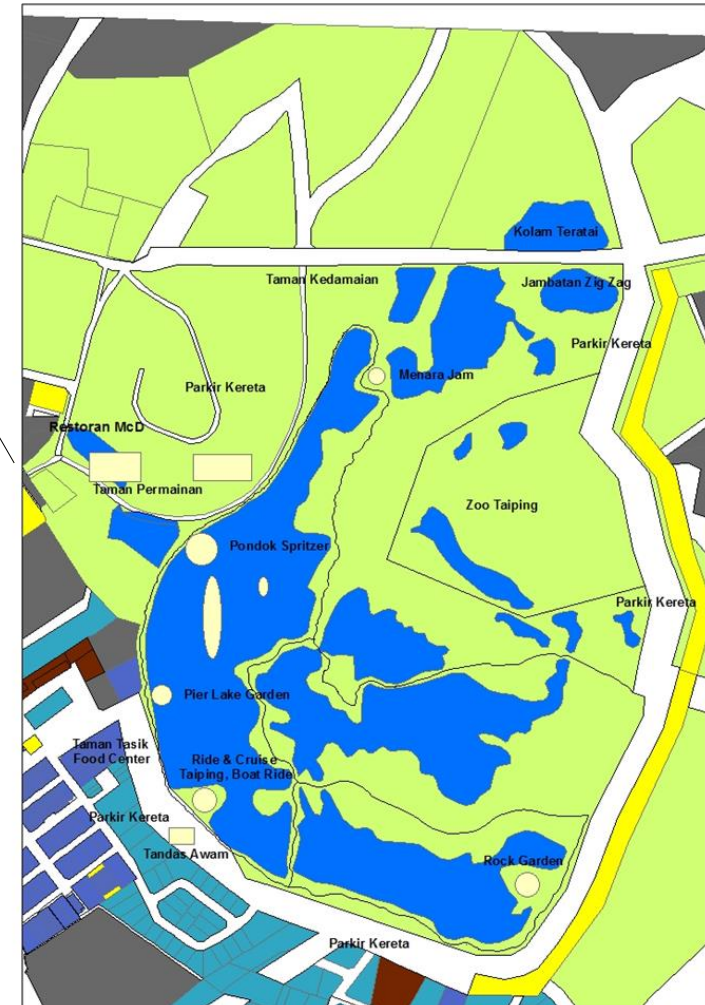 Kolam Teratai
Taman Kedamaian
Jambatan Zig Zag
Parkir Kereta
Menara Jam
Parkir Kereta
Restoran McD
Taman Permainan
Zoo Taiping
Pondok Spritzer
Parkir Kereta
Pier Lake Garden
Taman Tasik
Food Center
Ride & Cruise
Taiping, Boat Ride
Parkir Kereta
Tandas Awam
Rock Garden
Parkir Kereta